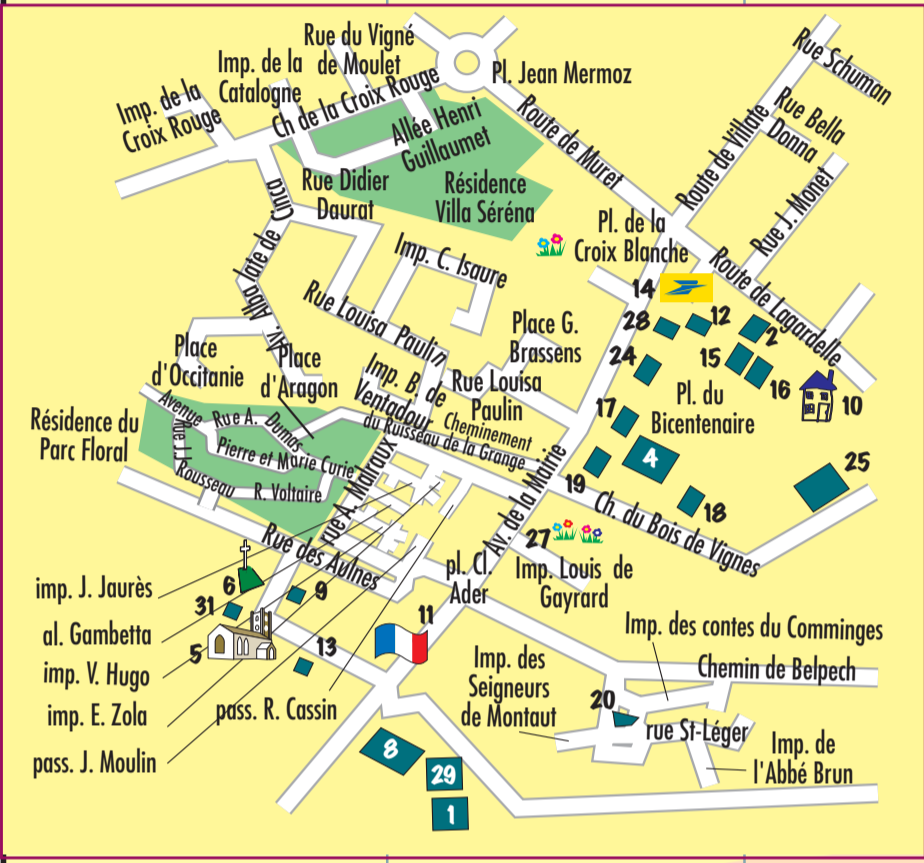 Rue du Vigné
de Moulet
Imp. de la
Catalogne
Imp. de la
Croix Rouge
Ch de la Croix Rouge
Pl. Jean Mermoz
Allée Henri
Guillaumet
Rue Didier
Daurat
Résidence
Villa Séréna
Route de Muret
Rue Schuman
Rue Bella
Donna
Route de Villate
Rue J. Monet
Pl. de la
Croix Blanche
Route de Lagardelle
Av. Alba Iate de Cinca
Imp. C. Isaure
Rue Louisa Paulin
Place G.
Brassens
14
28
12
2
24
15
16
10
Place
d'Occitanie
Place
d'Aragon
Imp. B. de
Ventadour
Rue Louisa
Paulin
Cheminement
du Ruisseau de la Grange
Pl. du
Bicentenaire
17
4
25
19
18
Résidence du
Parc Floral
Avenue
Rue A. Dumas
Rue J.J.
Rousseau
Pierre et Marie Curie
R. Voltaire
rue A. Malraux
Av. de la Mairie
Ch. du Bois de Vignes
Rue des Aulnes
27
Imp. Louis de
Gayrard
pl. Cl.
Ader
imp. J. Jaurès
al. Gambetta
imp. V. Hugo
imp. E. Zola
pass. J. Moulin
pass. R. Cassin
6
31
9
5
13
11
Imp. des contes du Comminges
Chemin de Belpech
Imp. des
Seigneurs
de Montaut
20
rue St-Léger
Imp. de
l'Abbé Brun
8
29
1